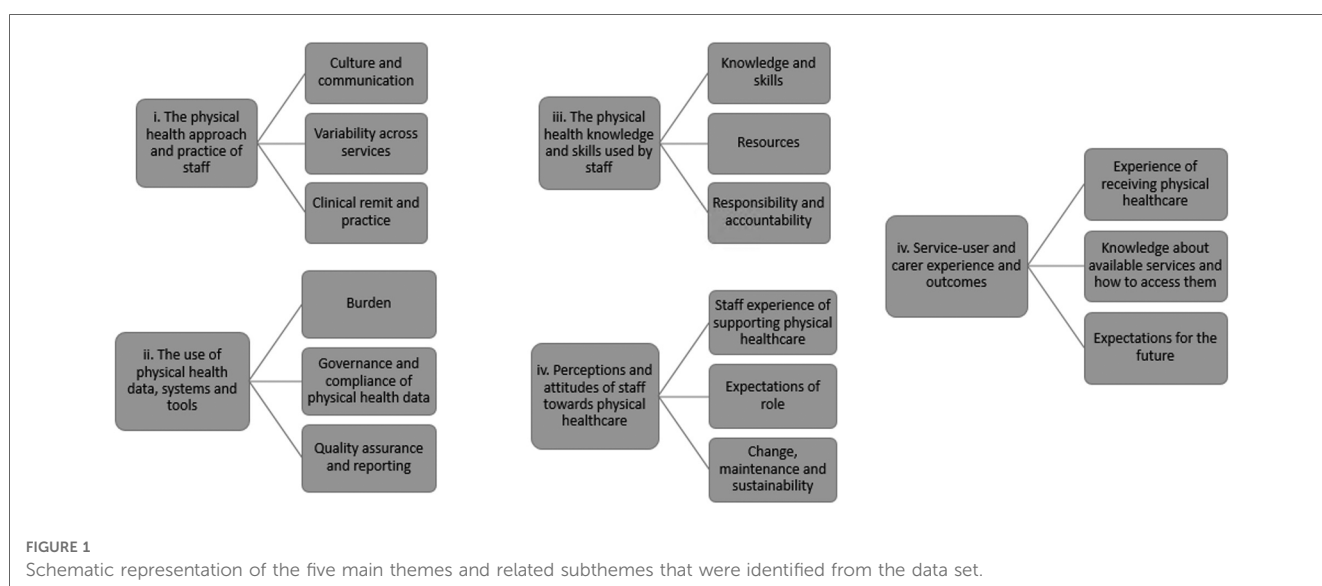 i. The physical
health approach
and practice of
staff
Culture and
communication
Variability across
services
Clinical remit and
practice
ii. The use of
physical health
data, systems and
tools
Burden
Governance and
compliance of
physical health data
Quality assurance
and reporting
iii. The physical
health knowledge
and skills used by
staff
Knowledge and
skills
Resources
Responsibility and
accountability
iv. Perceptions and
attitudes of staff
towards physical
healthcare
Staff experience of
supporting physical
healthcare
Expectations of
role
Change,
maintenance and
sustainability
iv. Service-user and
carer experience and
outcomes
Experience of
receiving physical
healthcare
Knowledge about
available services and
how to access them
Expectations for the
future
FIGURE 1
Schematic representation of the five main themes and related subthemes that were identified from the data set.